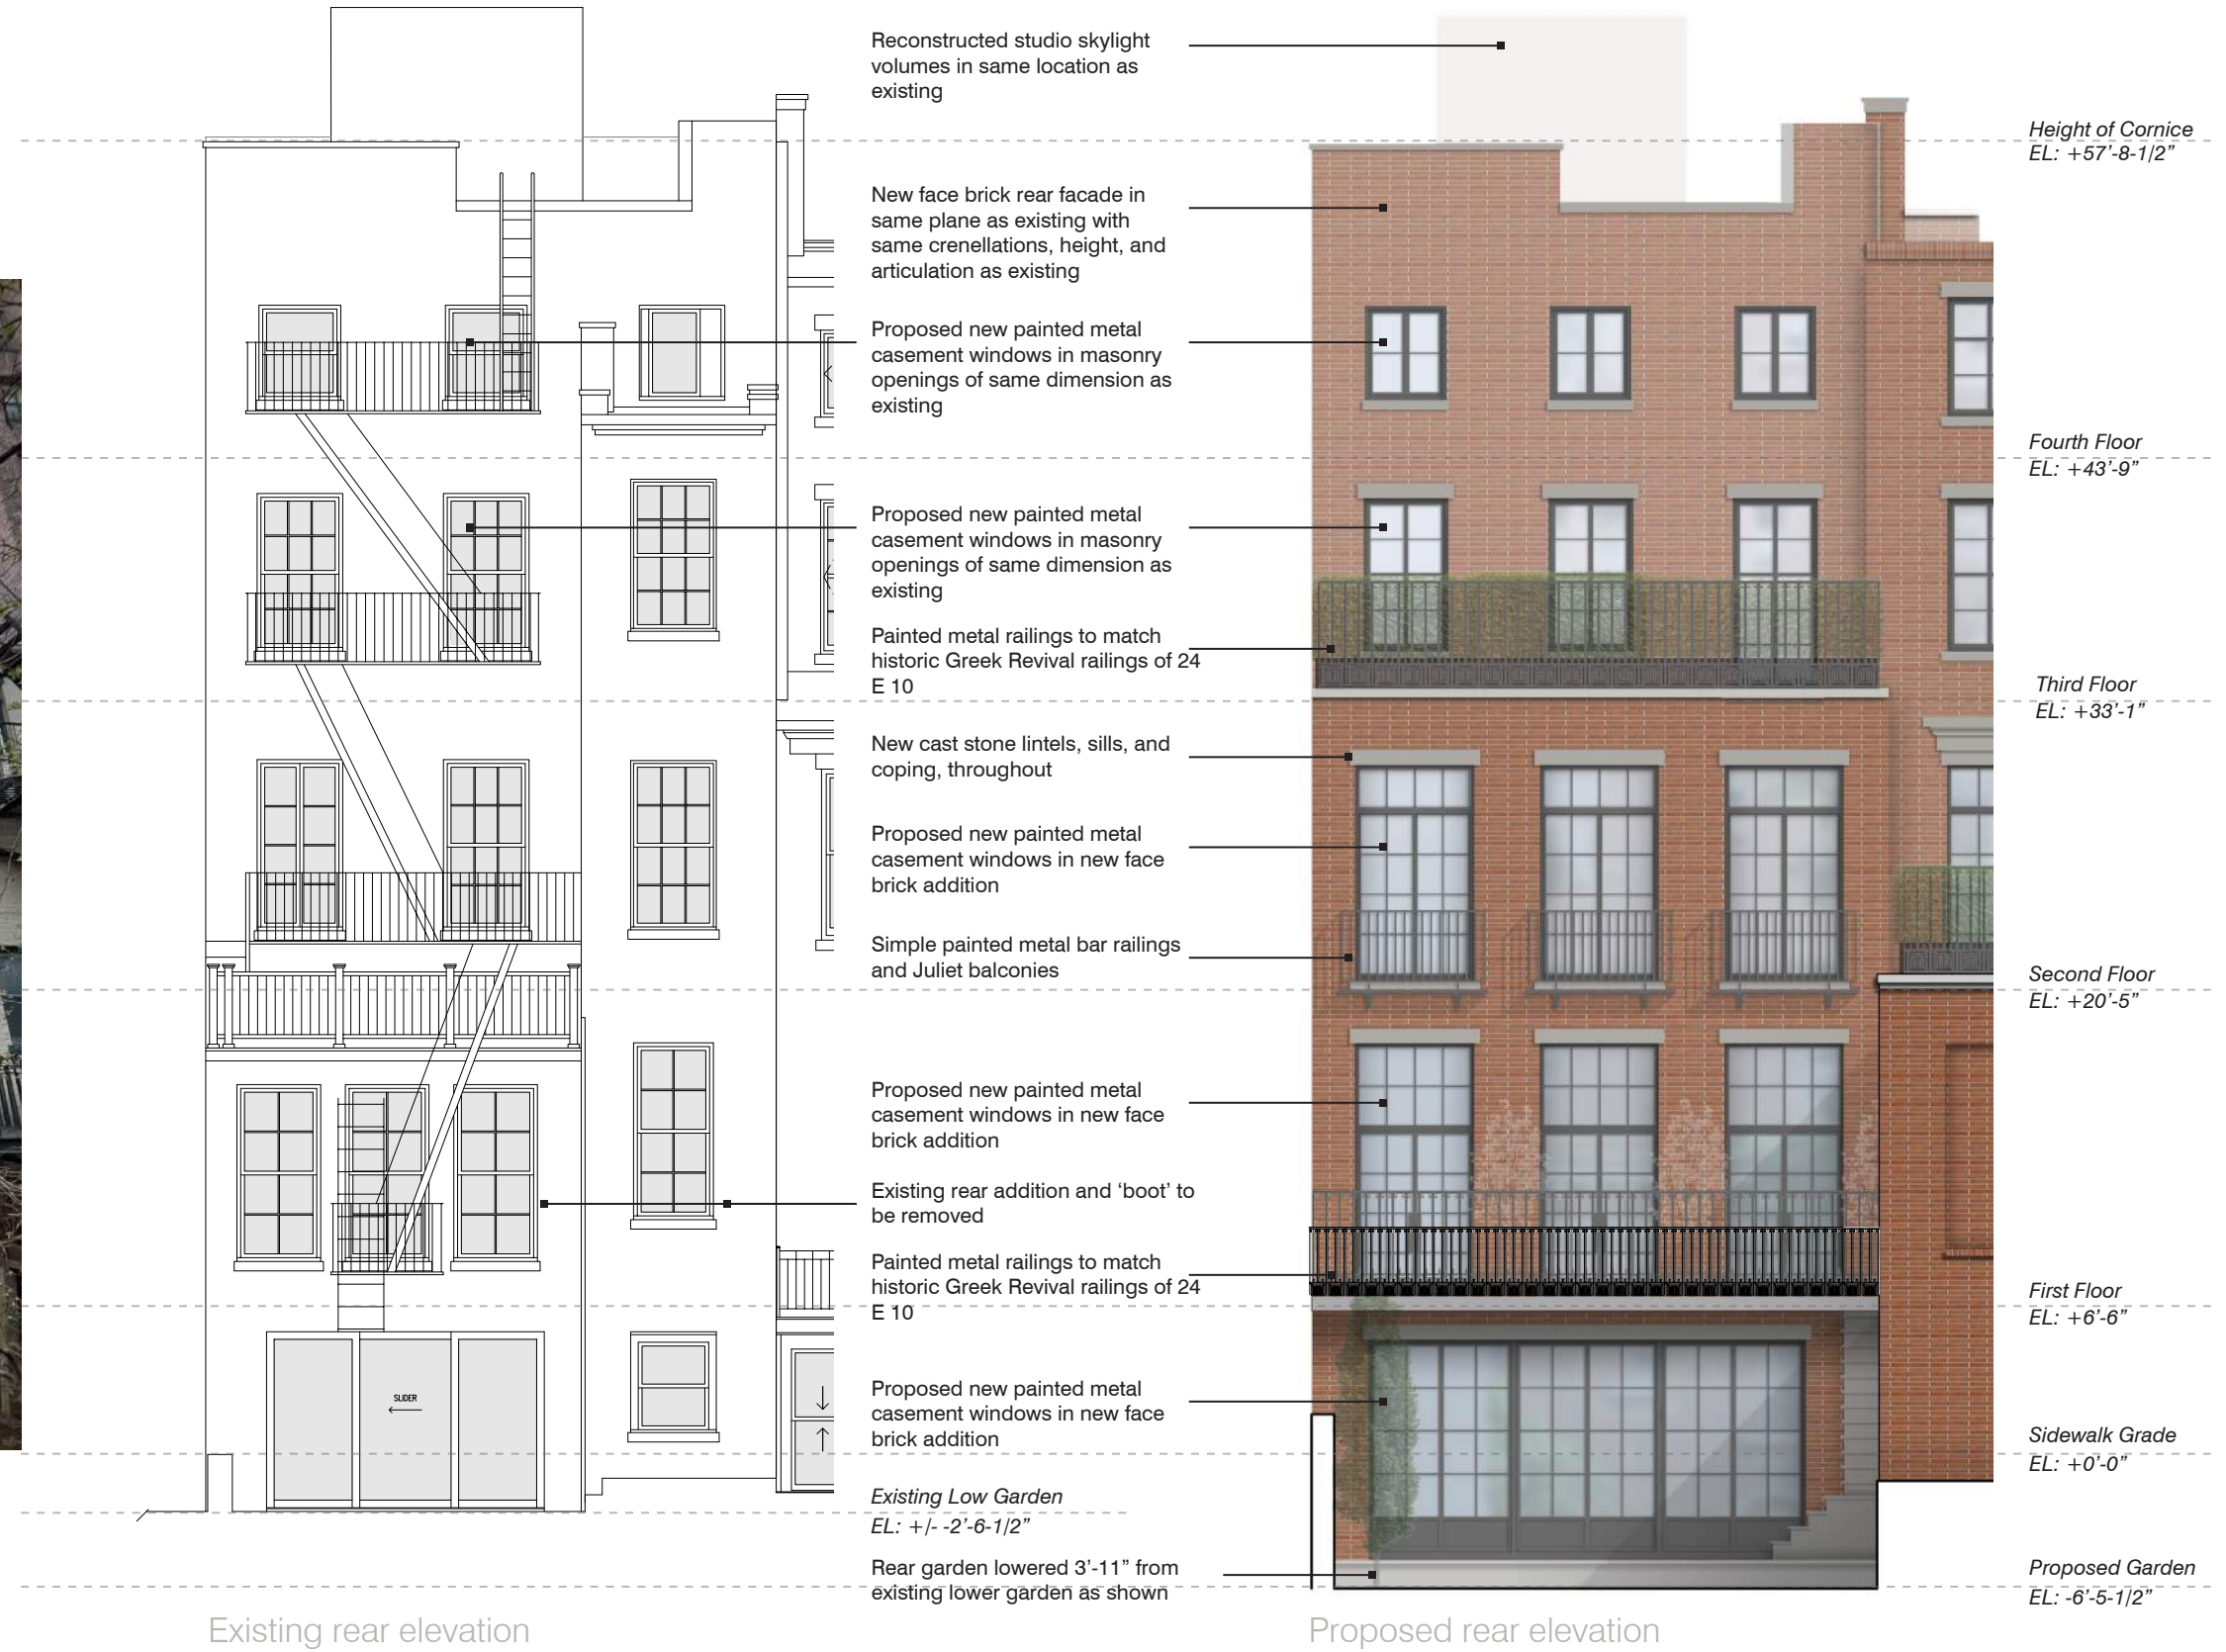 Reconstructed studio skylight
volumes in same location as
existing
Height of Cornice
EL: +57’-8-1/2”
New face brick rear facade in
same plane as existing with
same crenellations, height, and
articulation as existing
Proposed new painted metal
casement windows in masonry
openings of same dimension as
existing
Fourth Floor
EL: +43’-9”
Proposed new painted metal
casement windows in masonry
openings of same dimension as
existing
Painted metal railings to match
historic Greek Revival railings of 24
E 10
Third Floor
EL: +33’-1”
New cast stone lintels, sills, and
coping, throughout
Proposed new painted metal
casement windows in new face
brick addition
Simple painted metal bar railings
and Juliet balconies
Second Floor
EL: +20’-5”
Proposed new painted metal
casement windows in new face
brick addition
Existing rear addition and ‘boot’ to
be removed
Painted metal railings to match
historic Greek Revival railings of 24
E 10
First Floor
EL: +6’-6”
Proposed new painted metal
casement windows in new face
brick addition
SLIDER
Sidewalk Grade
EL: +0’-0”
Existing Low Garden
EL: +/- -2’-6-1/2”
Rear garden lowered 3’-11” from
existing lower garden as shown
Proposed Garden
EL: -6’-5-1/2”
Existing rear elevation
Proposed rear elevation